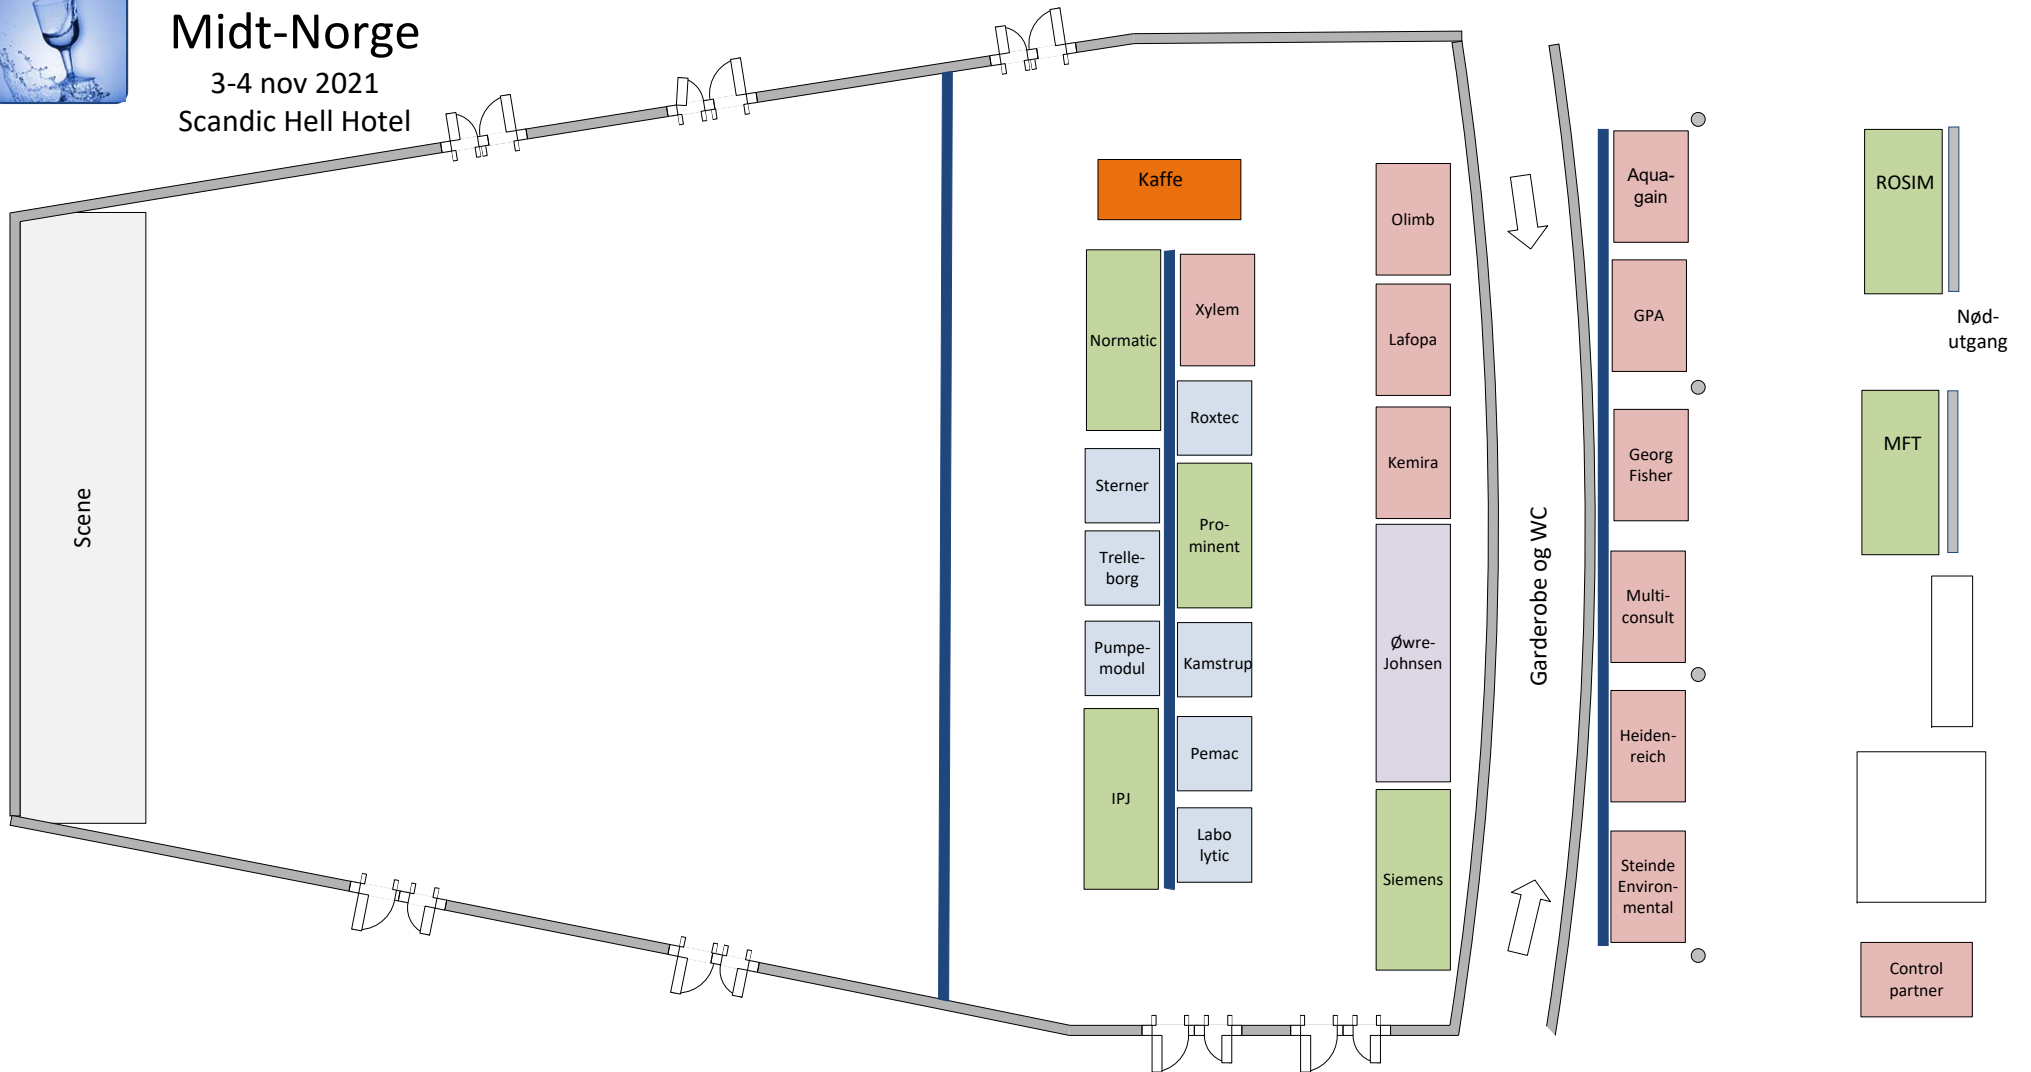 Midt-Norge
3-4 nov 2021
Scandic Hell Hotel
Scene
Kaffe
Normatic
Sterner
Trelle-
borg
Pumpe-
modul
IPJ
Xylem
Roxtec
Pro-
minent
Kamstrup
Pemac
Labo
lytic
Olimb
Lafopa
Kemira
Øwre-
Johnsen
Siemens
Garderobe og WC
Aqua-
gain
GPA
Georg
Fisher
Multi-
consult
Heiden-
reich
Steinde
Environ-
mental
ROSIM
Nød-
utgang
MFT
Control
partner